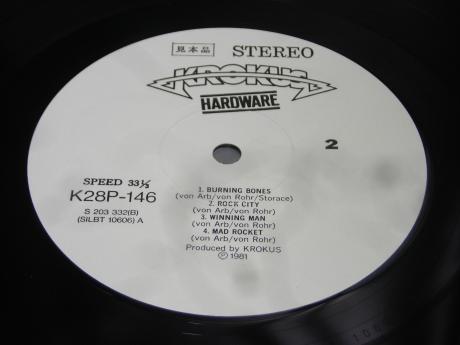 見本品 STEREO
KROKUS
HARDWARE
2
SPEED 33⅓
K28P-146
S 203 332(B)
(SILBT 10606) A
1. BURNING BONES
(von Arb/von Rohr/Storace)
2. ROCK CITY
(von Arb/von Rohr)
3. WINNING MAN
(von Arb/von Rohr)
4. MAD ROCKET
(von Arb/von Rohr)
Produced by KROKUS
℗1981